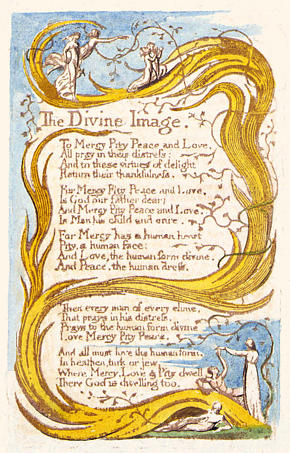 The Divine Image.
To Mercy Pity Peace and Love,
All pray in their distress:
And to these virtues of delight
Return their thankfulness.
For Mercy Pity Peace and Love,
Is God our father dear:
And Mercy Pity Peace and Love,
Is Man his child and care.
For Mercy has a human heart
Pity, a human face:
And Love, the human form divine,
And Peace, the human dress.
Then every man of every clime,
That prays in his distress,
Prays to the human form divine
Love Mercy Pity Peace.
And all must love the human form,
In heathen, turk or jew.
Where Mercy, Love & Pity dwell
There God is dwelling too.